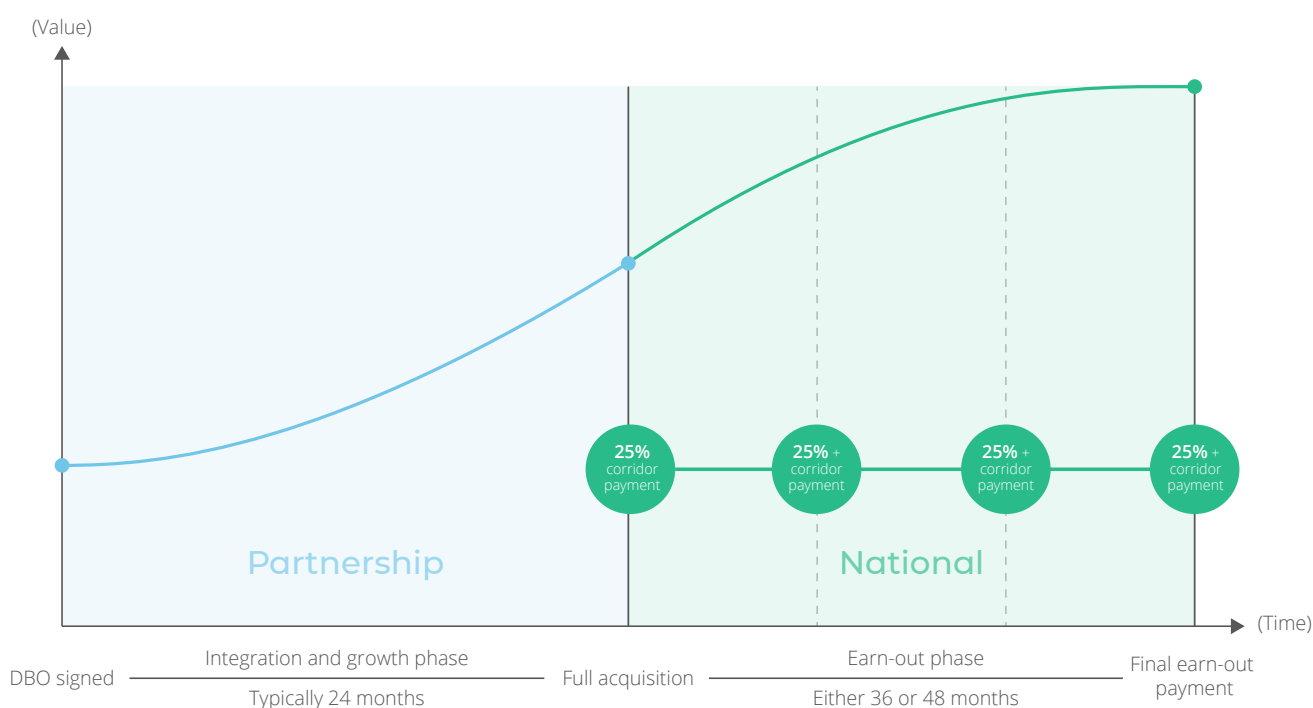 (Value)
25%
corridor
payment
25% +
corridor
payment
25% +
corridor
payment
25% +
corridor
payment
Partnership
National
(Time)
DBO signed
Integration and growth phase
Typically 24 months
Full acquisition
Earn-out phase
Either 36 or 48 months
Final earn-out
payment